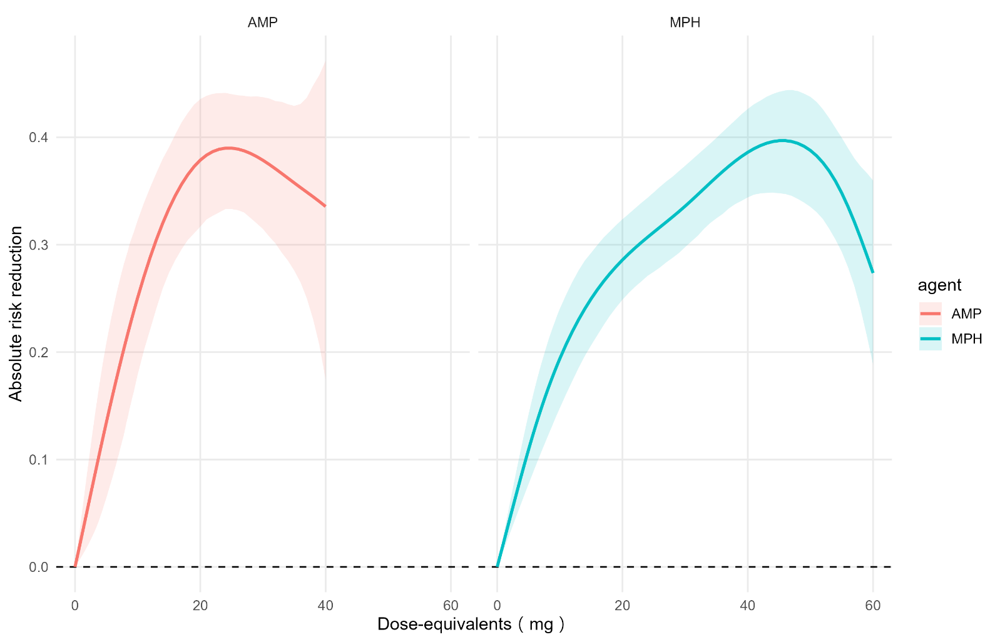 AMP
MPH
Absolute risk reduction
0.4
0.3
0.2
0.1
0.0
0
20
40
60
0
20
40
60
Dose-equivalents ( mg )
agent
AMP
MPH